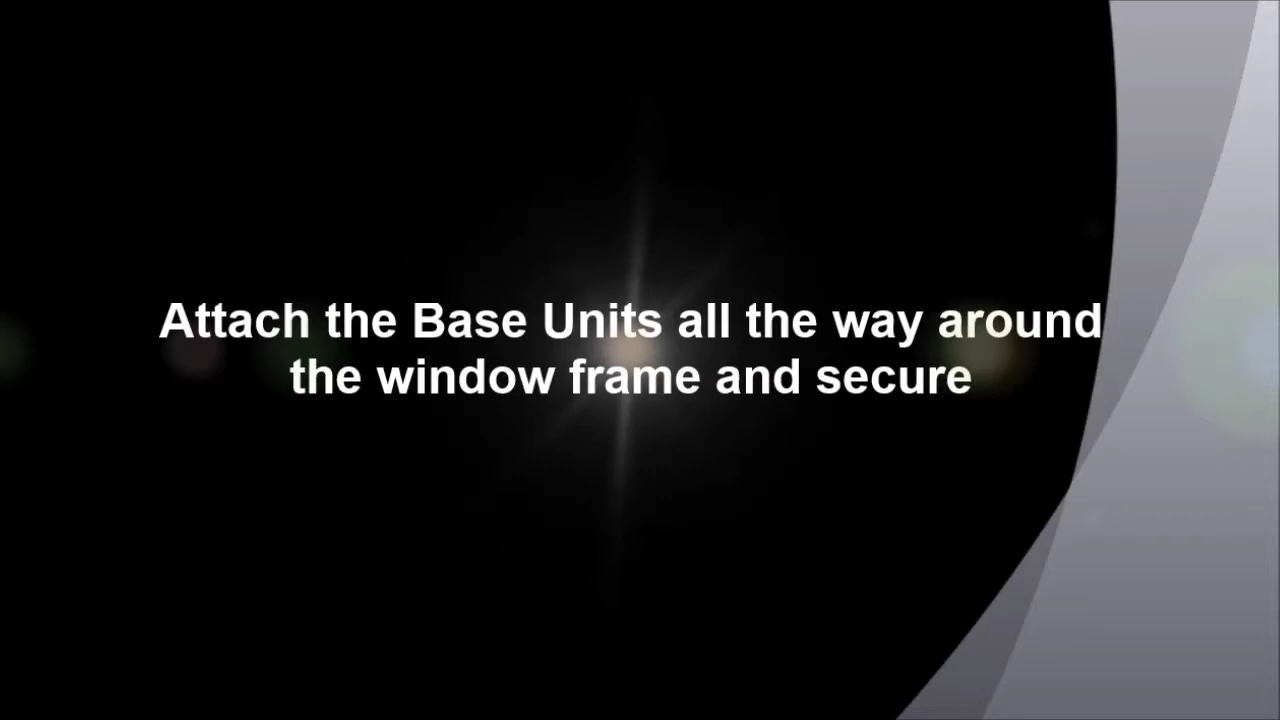 Attach the Base Units all the way around
the window frame and secure